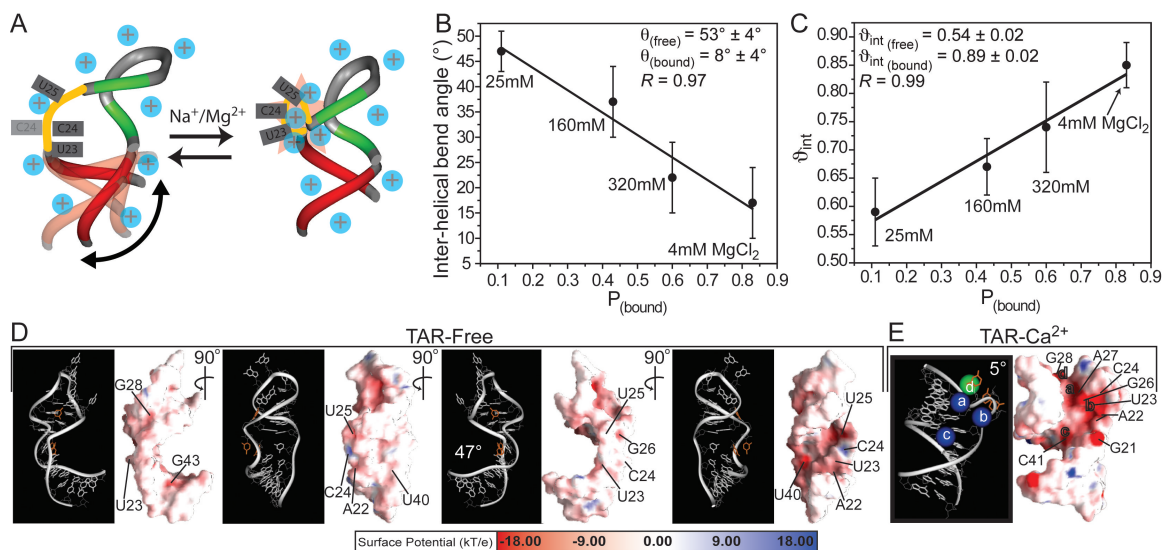 A
U25
C24
C24
U23
Na⁺/Mg²⁺
U25
C24
U23
B
Inter-helical bend angle (°)
50
45
40
35
30
25
20
15
10
5
θ(free) = 53° ± 4°
θ(bound) = 8° ± 4°
R = 0.97
25mM
160mM
320mM
4mM MgCl₂
0.1 0.2 0.3 0.4 0.5 0.6 0.7 0.8 0.9
P(bound)
C
ϑint
0.90
0.85
0.80
0.75
0.70
0.65
0.60
0.55
0.50
ϑint (free) = 0.54 ± 0.02
ϑint (bound) = 0.89 ± 0.02
R = 0.99
25mM
160mM
320mM
4mM MgCl₂
0.1 0.2 0.3 0.4 0.5 0.6 0.7 0.8 0.9
P(bound)
D
TAR-Free
G28
G43
U23
90°
U25
C24
A22
U40
47°
90°
U25
G26
C24
U23
90°
U25
C24
U23
U40
A22
E
TAR-Ca²⁺
5°
d
a
b
c
G28
d
A27
a
C24
G26
b
U23
A22
c
G21
C41
Surface Potential (kT/e)
-18.00 -9.00 0.00 9.00 18.00